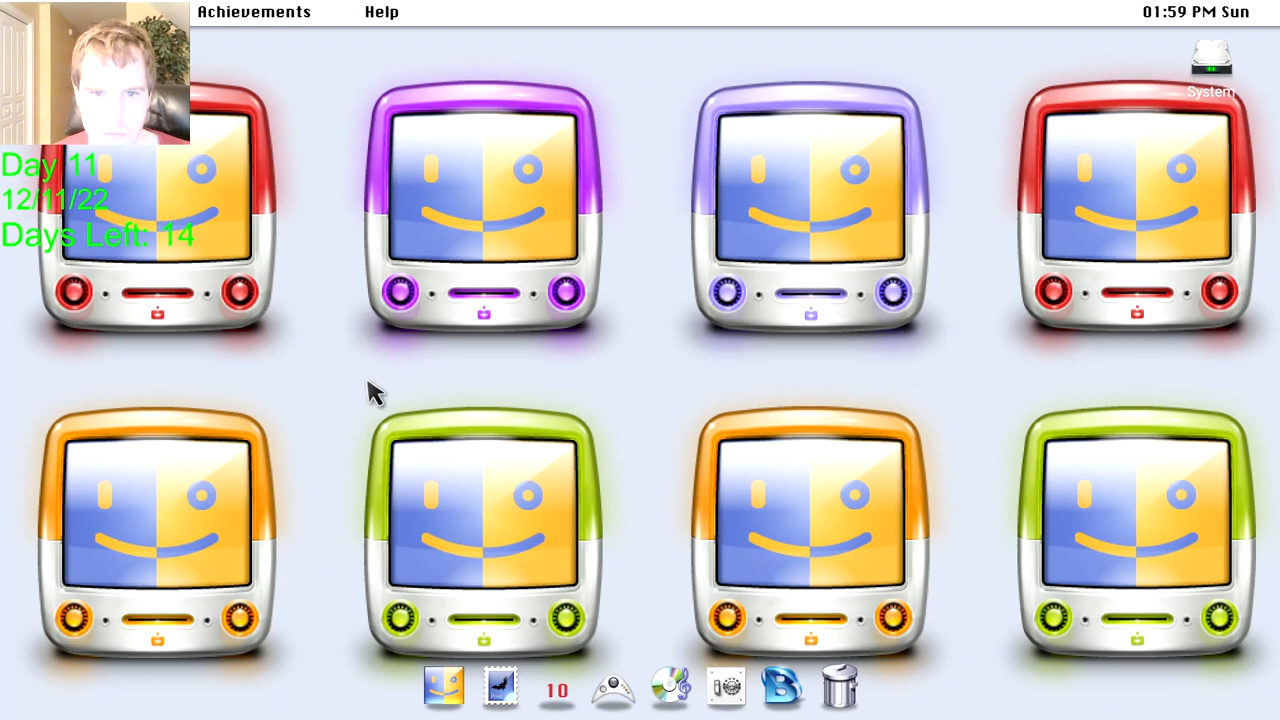 Achievements Help 01:59 PM Sun
System
Day 11
12/11/22
Days Left: 14
10